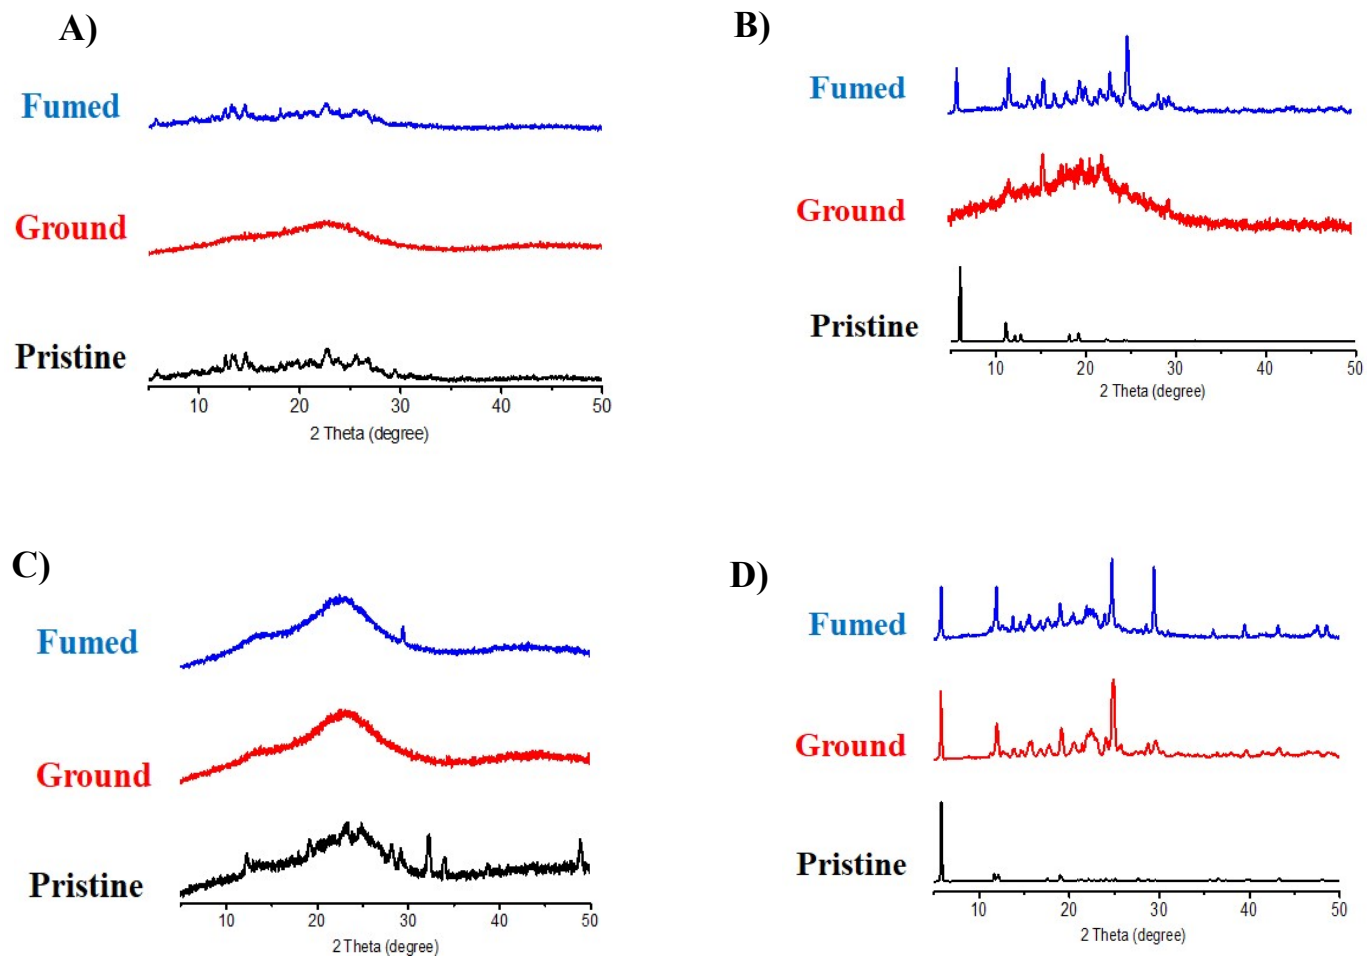 A)
Fumed
Ground
Pristine
10 20 30 40 50
2 Theta (degree)
B)
Fumed
Ground
Pristine
10 20 30 40 50
2 Theta (degree)
C)
Fumed
Ground
Pristine
10 20 30 40 50
2 Theta (degree)
D)
Fumed
Ground
Pristine
10 20 30 40 50
2 Theta (degree)